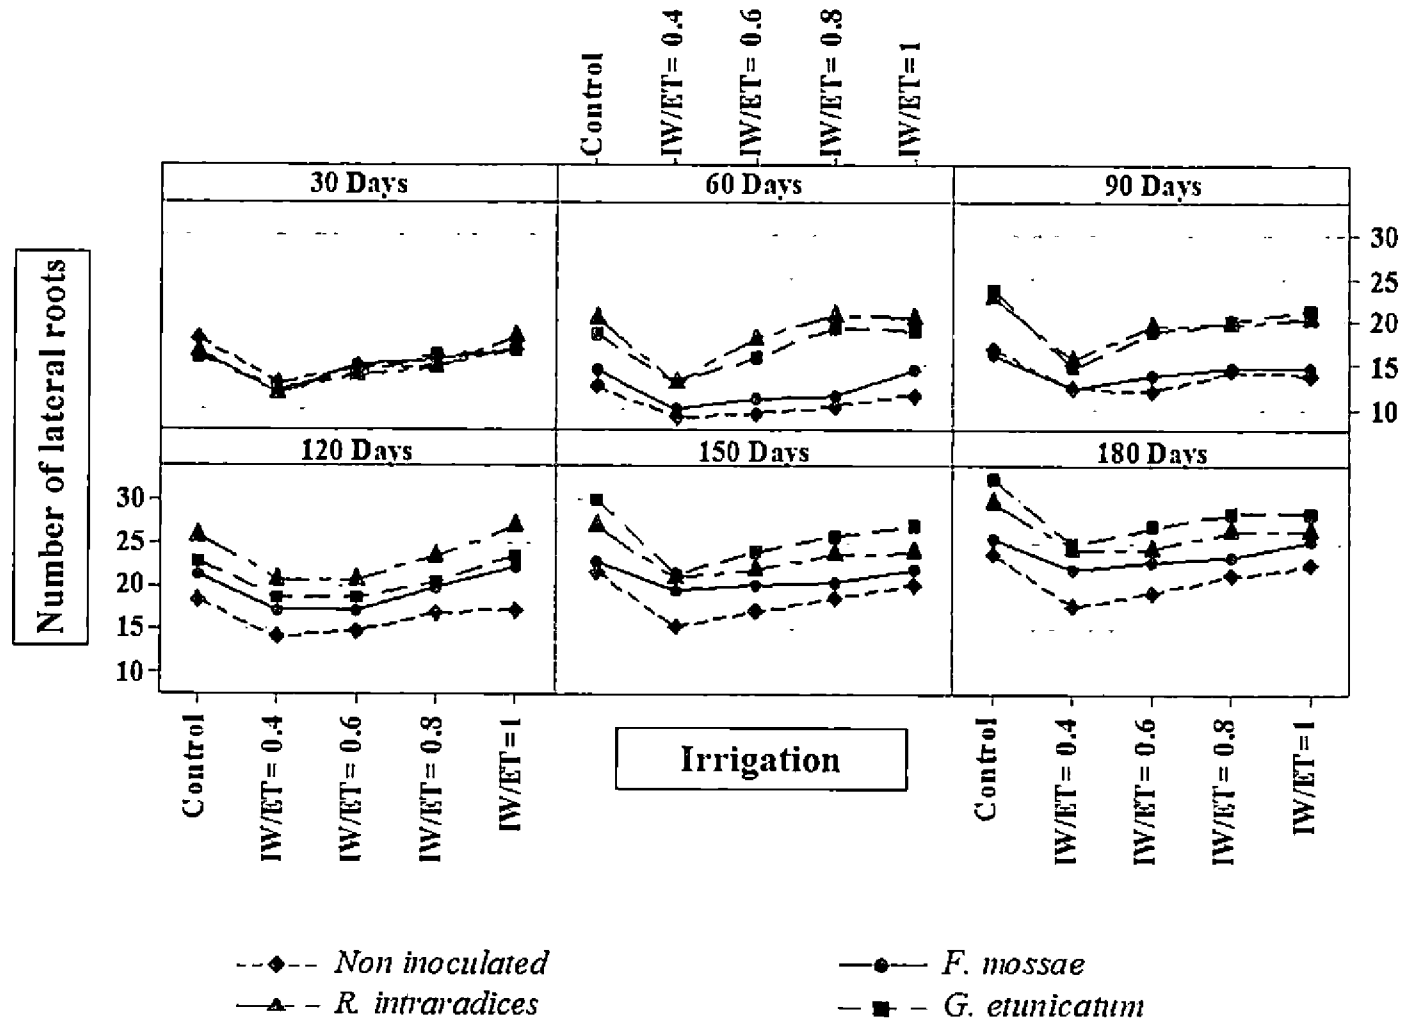 Control
IW/ET= 0.4
IW/ET= 0.6
IW/ET= 0.8
IW/ET= 1
30 Days
60 Days
90 Days
30
25
20
15
10
Number of lateral roots
120 Days
150 Days
180 Days
30
25
20
15
10
Control
IW/ET= 0.4
IW/ET= 0.6
IW/ET= 0.8
IW/ET= 1
Irrigation
Control
IW/ET= 0.4
IW/ET= 0.6
IW/ET= 0.8
IW/ET= 1
Non inoculated
F. mossae
R. intraradices
G. etunicatum